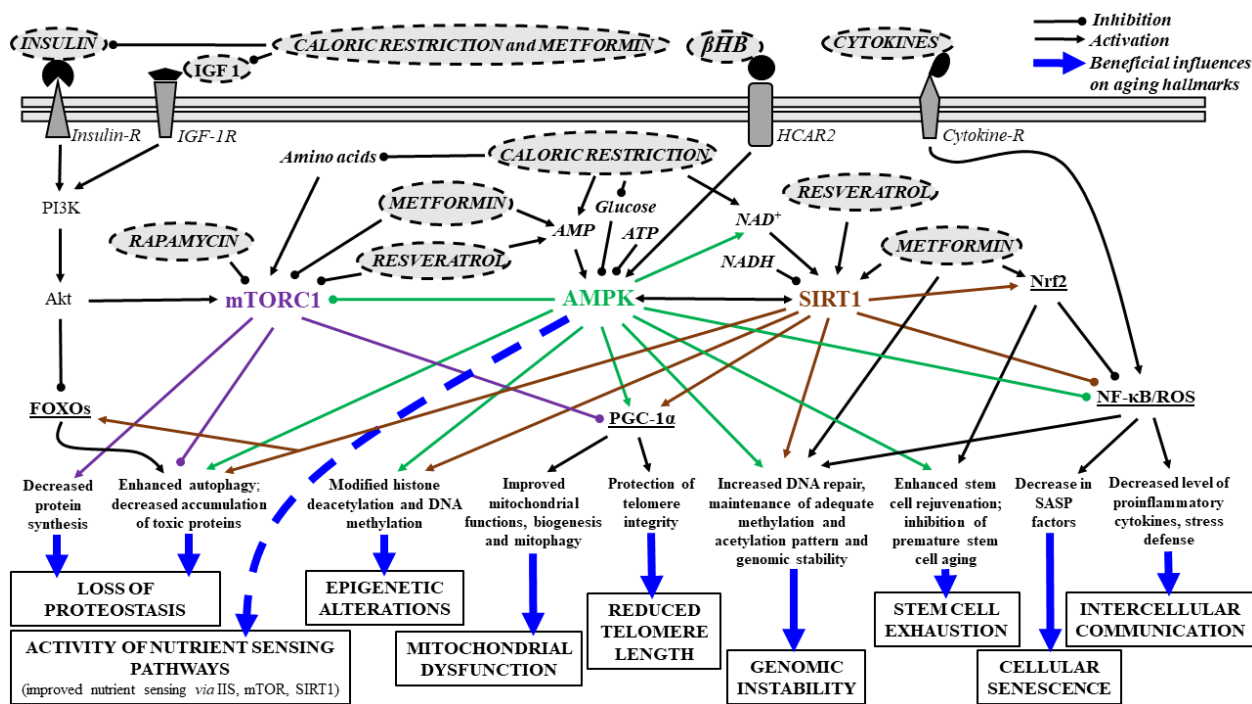 INSULIN
CALORIC RESTRICTION and METFORMIN
βHB
CYTOKINES
Inhibition
Activation
Beneficial influences
on aging hallmarks
IGF 1
Insulin-R
IGF-1R
HCAR2
Cytokine-R
Amino acids
CALORIC RESTRICTION
PI3K
METFORMIN
Glucose
RESVERATROL
AMP
ATP
NAD⁺
RAPAMYCIN
RESVERATROL
NADH
METFORMIN
Nrf2
Akt
mTORC1
AMPK
SIRT1
FOXOs
PGC-1α
NF-κB/ROS
Decreased
protein
synthesis
Enhanced autophagy;
decreased accumulation
of toxic proteins
Modified histone
deacetylation and DNA
methylation
Improved
mitochondrial
functions, biogenesis
and mitophagy
Protection of
telomere
integrity
Increased DNA repair,
maintenance of adequate
methylation and
acetylation pattern and
genomic stability
Enhanced stem
cell rejuvenation;
inhibition of
premature stem
cell aging
Decrease in
SASP
factors
Decreased level of
proinflammatory
cytokines, stress
defense
LOSS OF
PROTEOSTASIS
ACTIVITY OF NUTRIENT SENSING
PATHWAYS
(improved nutrient sensing via IIS, mTOR, SIRT1)
EPIGENETIC
ALTERATIONS
MITOCHONDRIAL
DYSFUNCTION
REDUCED
TELOMERE
LENGTH
GENOMIC
INSTABILITY
STEM CELL
EXHAUSTION
CELLULAR
SENESCENCE
INTERCELLULAR
COMMUNICATION